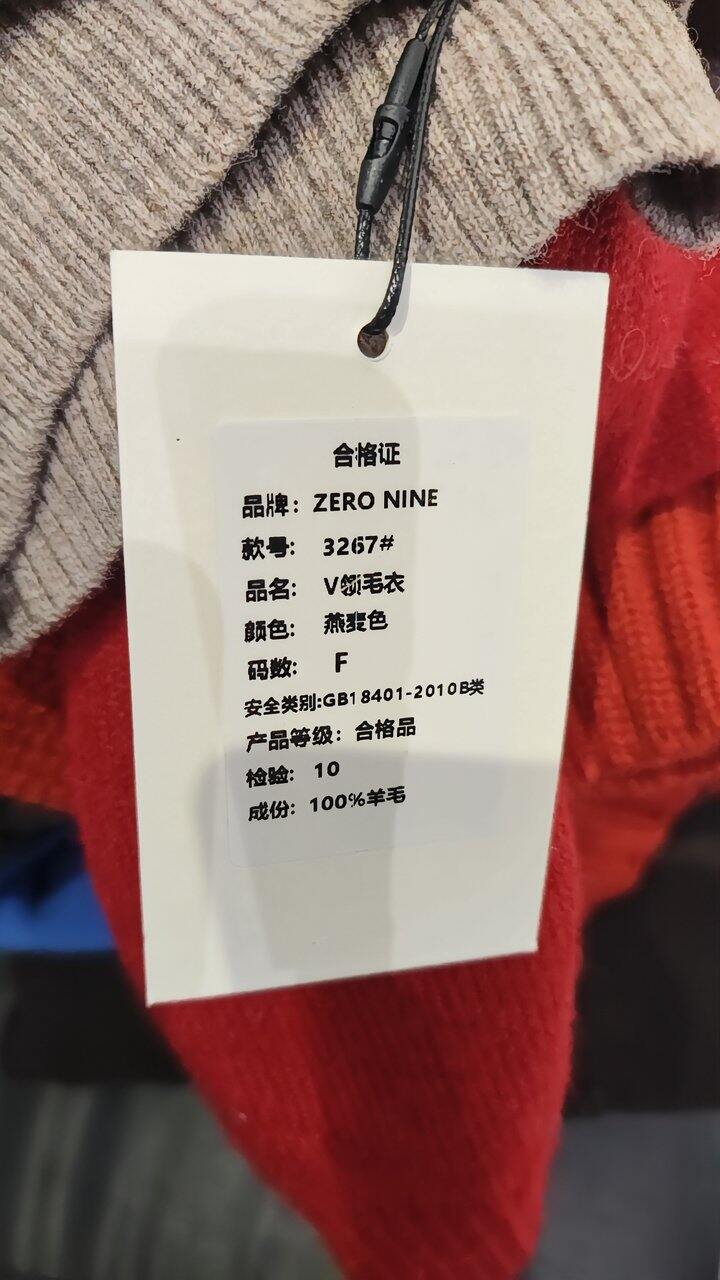 合格证
品牌：ZERO NINE
款号: 3267#
品名: V领毛衣
颜色: 燕麦色
码数: F
安全类别:GB18401-2010B类
产品等级：合格品
检验: 10
成份: 100%羊毛